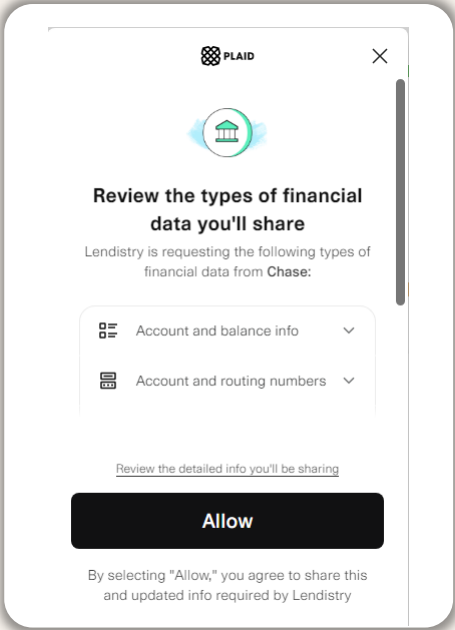 PLAID
Review the types of financial
data you'll share
Lendistry is requesting the following types of
financial data from Chase:
Account and balance info
Account and routing numbers
Review the detailed info you'll be sharing
Allow
By selecting "Allow," you agree to share this
and updated info required by Lendistry